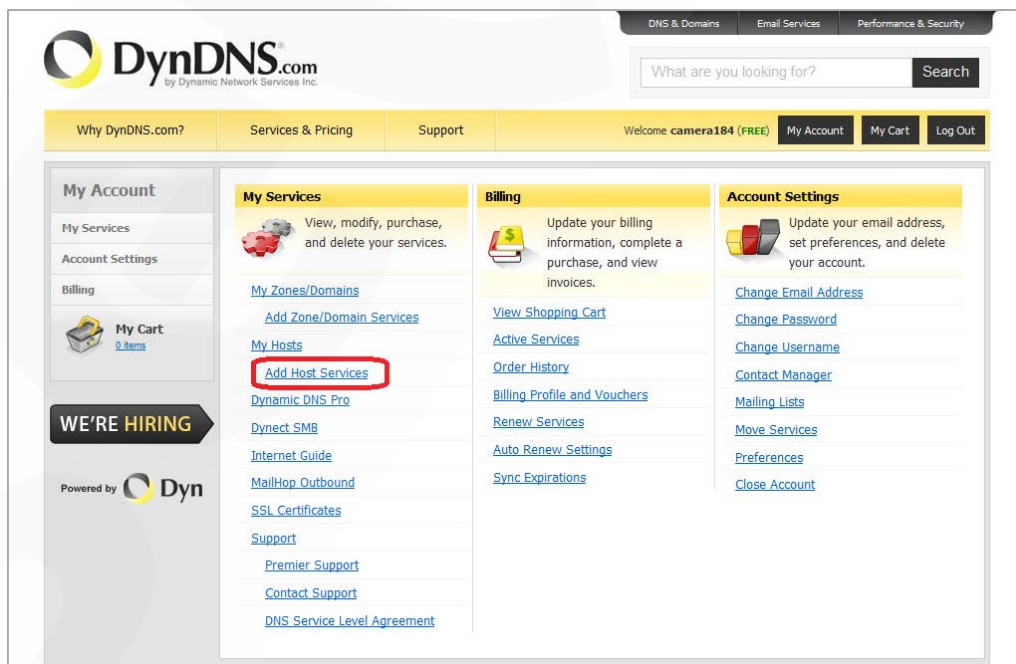 DNS & Domains Email Services Performance & Security
DynDNS.com
by Dynamic Network Services Inc.
What are you looking for? Search
Why DynDNS.com? Services & Pricing Support Welcome camera184 (FREE) My Account My Cart Log Out
My Account
My Services
Account Settings
Billing
My Cart
0 items
WE'RE HIRING
Powered by Dyn
My Services
View, modify, purchase,
and delete your services.
My Zones/Domains
Add Zone/Domain Services
My Hosts
Add Host Services
Dynamic DNS Pro
Dynect SMB
Internet Guide
MailHop Outbound
SSL Certificates
Support
Premier Support
Contact Support
DNS Service Level Agreement
Billing
$
Update your billing
information, complete a
purchase, and view
invoices.
View Shopping Cart
Active Services
Order History
Billing Profile and Vouchers
Renew Services
Auto Renew Settings
Sync Expirations
Account Settings
Update your email address,
set preferences, and delete
your account.
Change Email Address
Change Password
Change Username
Contact Manager
Mailing Lists
Move Services
Preferences
Close Account